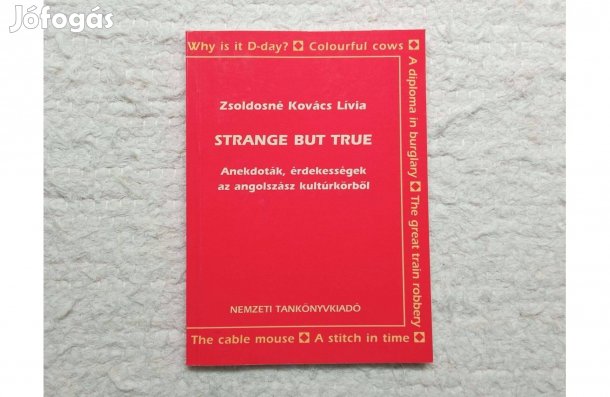 Jófogás
Why is it D-day? ✤ Colourful cows ✤
A diploma in burglary ✤ The great train robbery
Zsoldosné Kovács Lívia
STRANGE BUT TRUE
Anekdoták, érdekességek
az angolszász kultúrkörből
NEMZETI TANKÖNYVKIADÓ
The cable mouse ✤ A stitch in time ✤